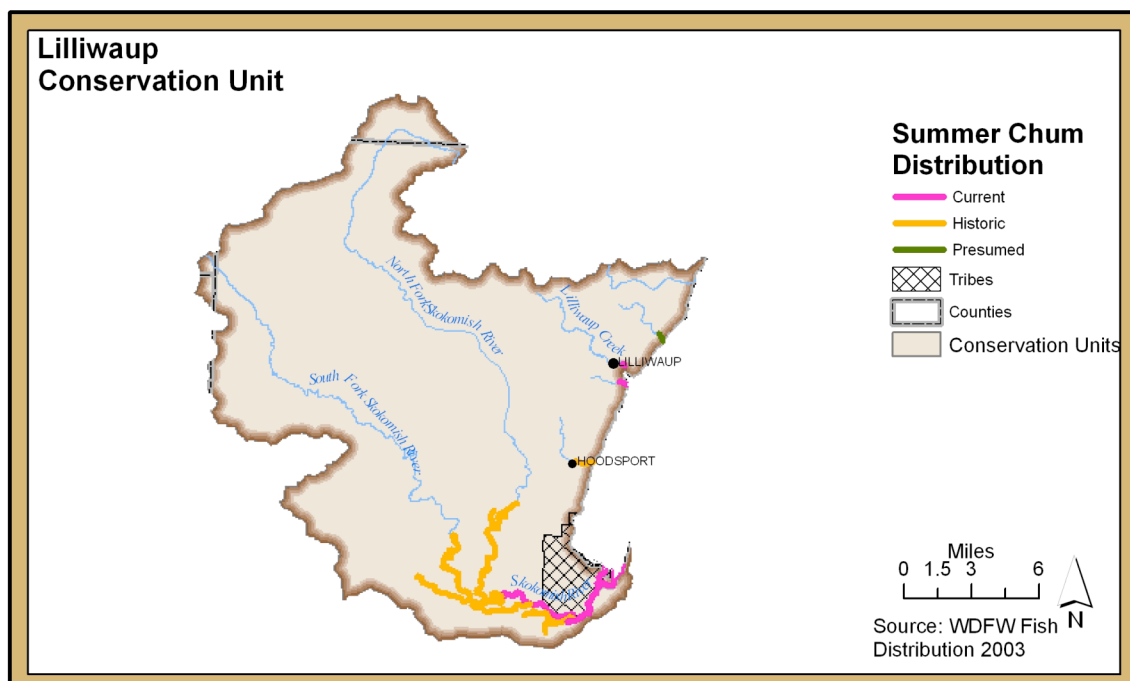 Lilliwaup
Conservation Unit
Summer Chum
Distribution
Current
Historic
Presumed
Tribes
Counties
Conservation Units
North Fork Skokomish River
Lilliwaup Creek
LILLIWAUP
South Fork Skokomish River
HOODSPORT
Skokomish River
Miles
0 1.5 3 6
N
Source: WDFW Fish
Distribution 2003